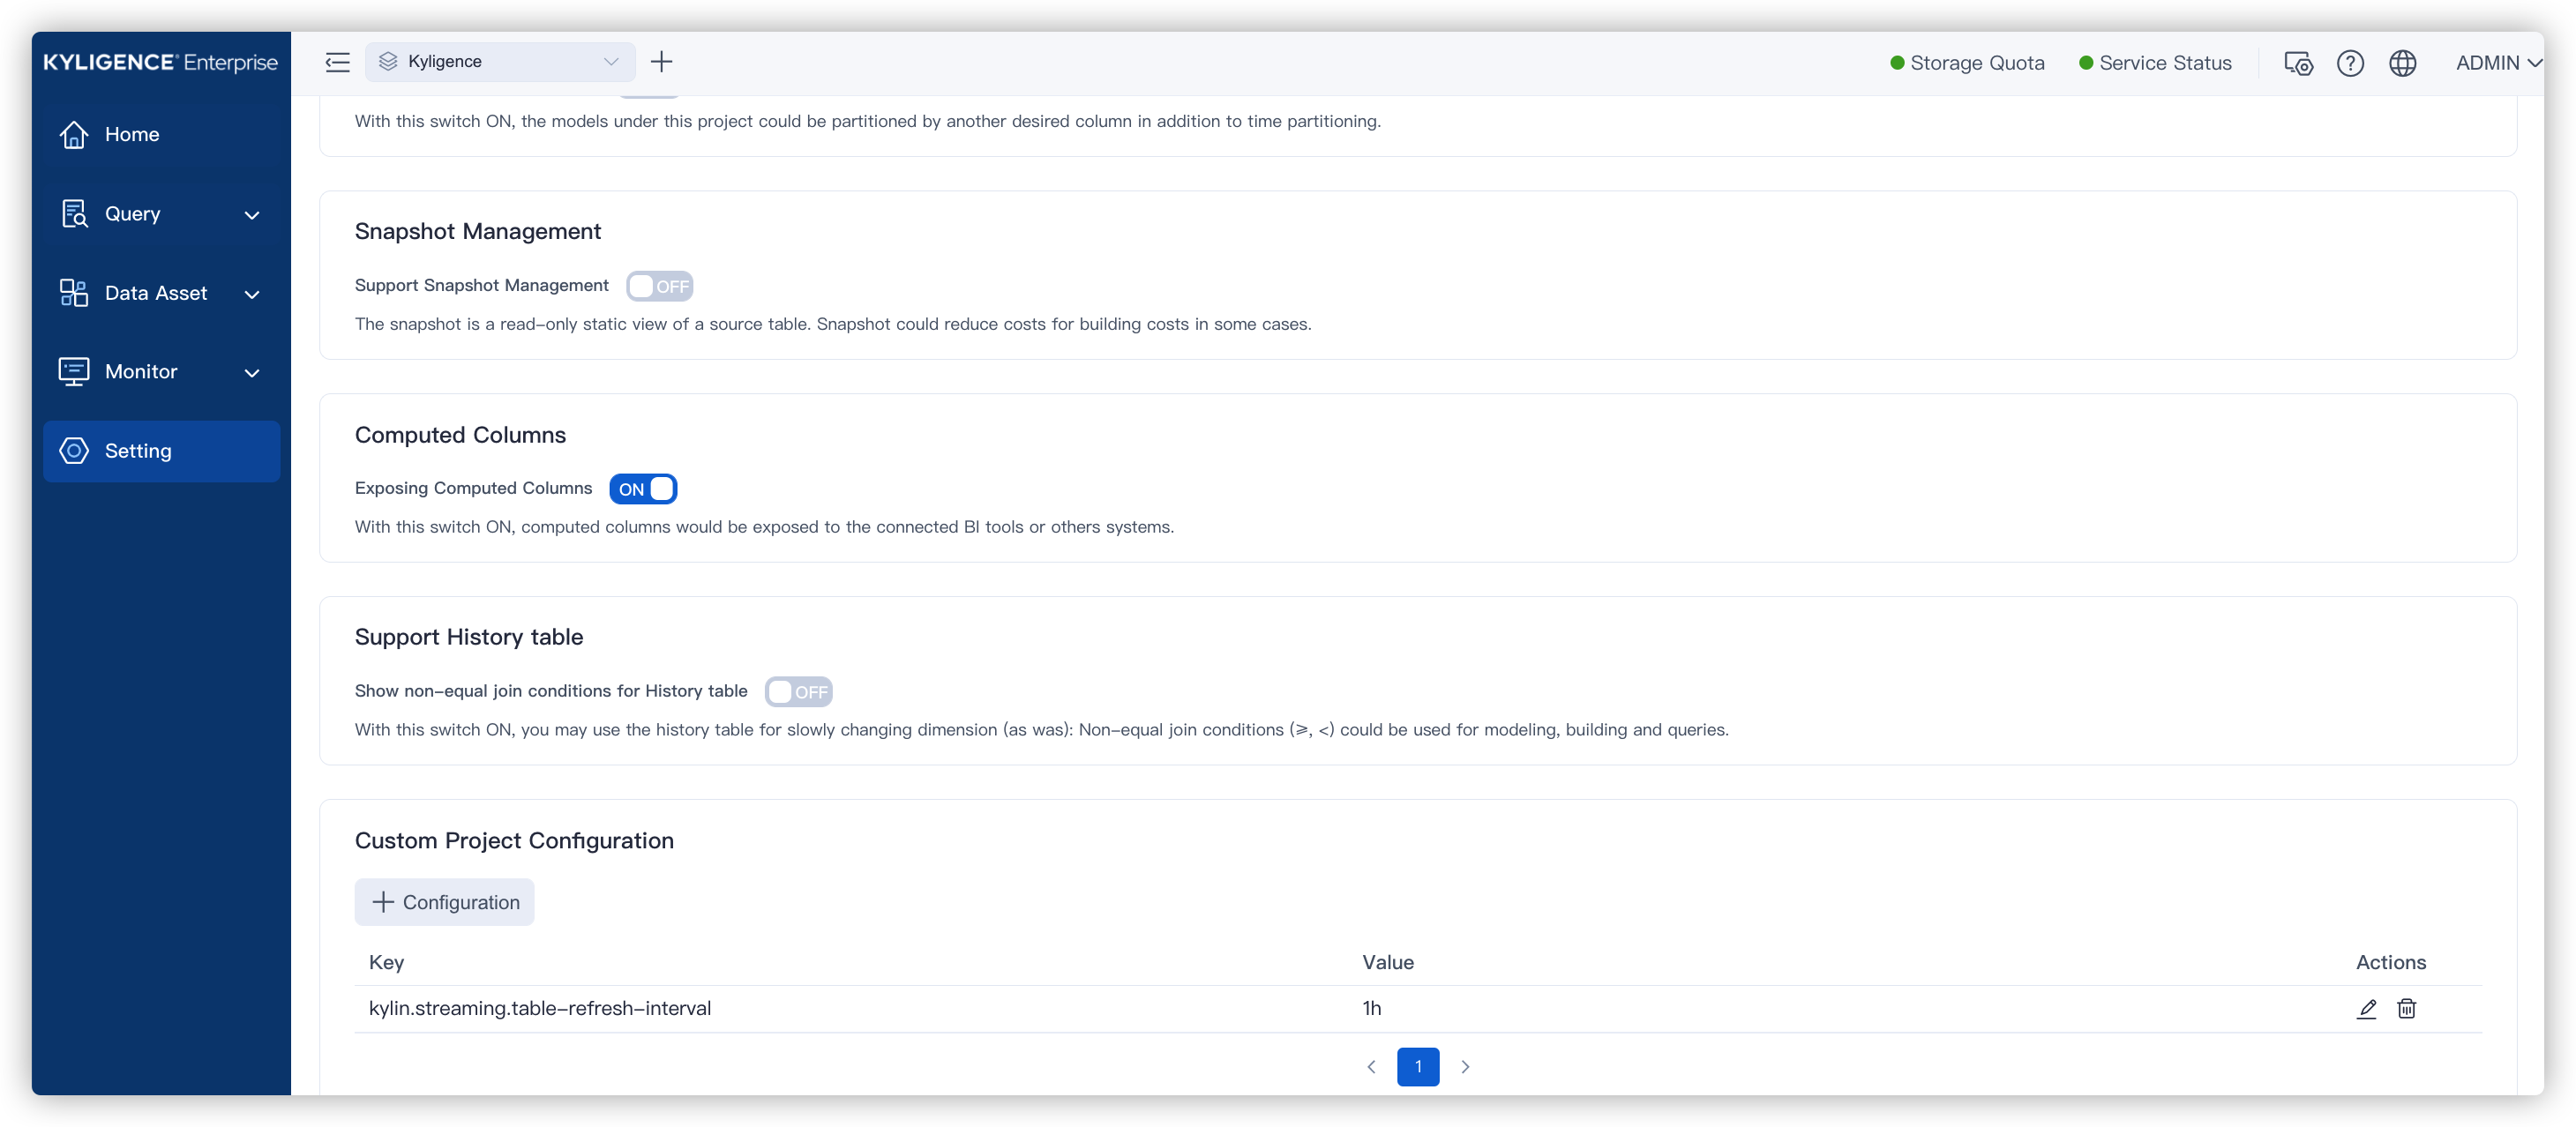 KYLIGENCE Enterprise
Kyligence
Storage Quota
Service Status
ADMIN
Home
Query
Data Asset
Monitor
Setting
With this switch ON, the models under this project could be partitioned by another desired column in addition to time partitioning.
Snapshot Management
Support Snapshot Management OFF
The snapshot is a read-only static view of a source table. Snapshot could reduce costs for building costs in some cases.
Computed Columns
Exposing Computed Columns ON
With this switch ON, computed columns would be exposed to the connected BI tools or others systems.
Support History table
Show non-equal join conditions for History table OFF
With this switch ON, you may use the history table for slowly changing dimension (as was): Non-equal join conditions (≥, <) could be used for modeling, building and queries.
Custom Project Configuration
+ Configuration
Key Value Actions
kylin.streaming.table-refresh-interval 1h
< 1 >